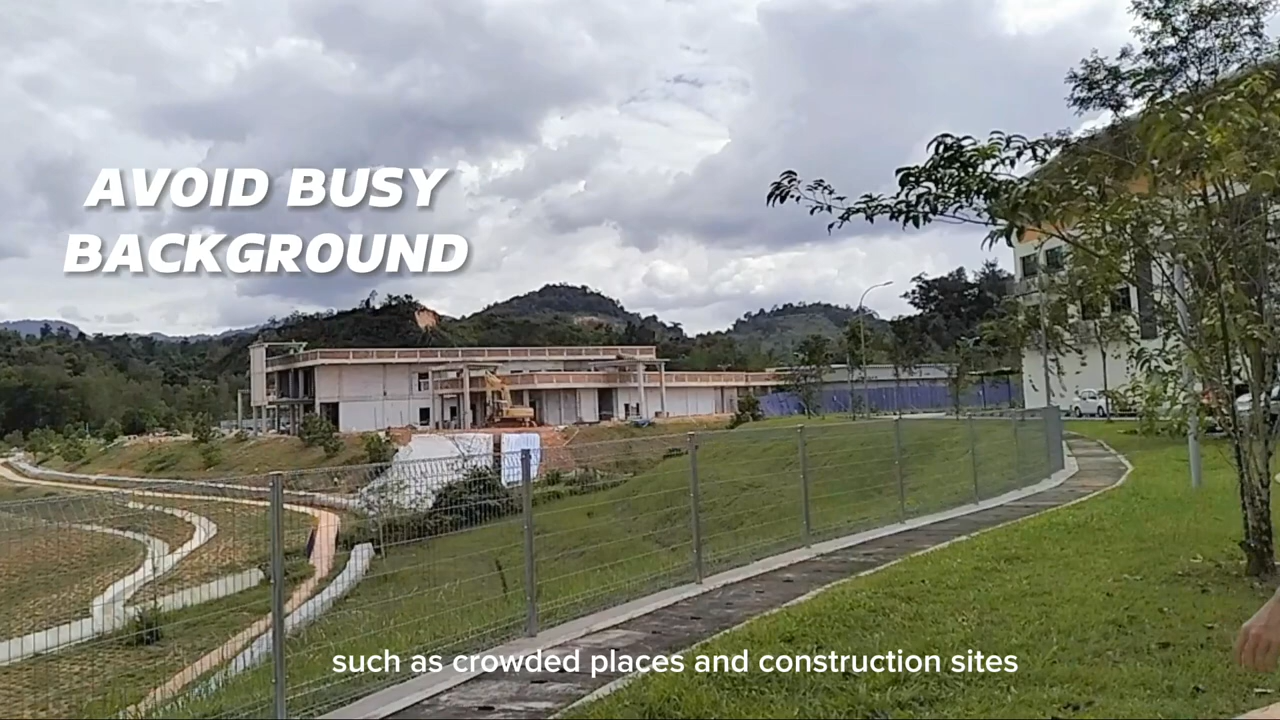 AVOID BUSY
BACKGROUND
such as crowded places and construction sites